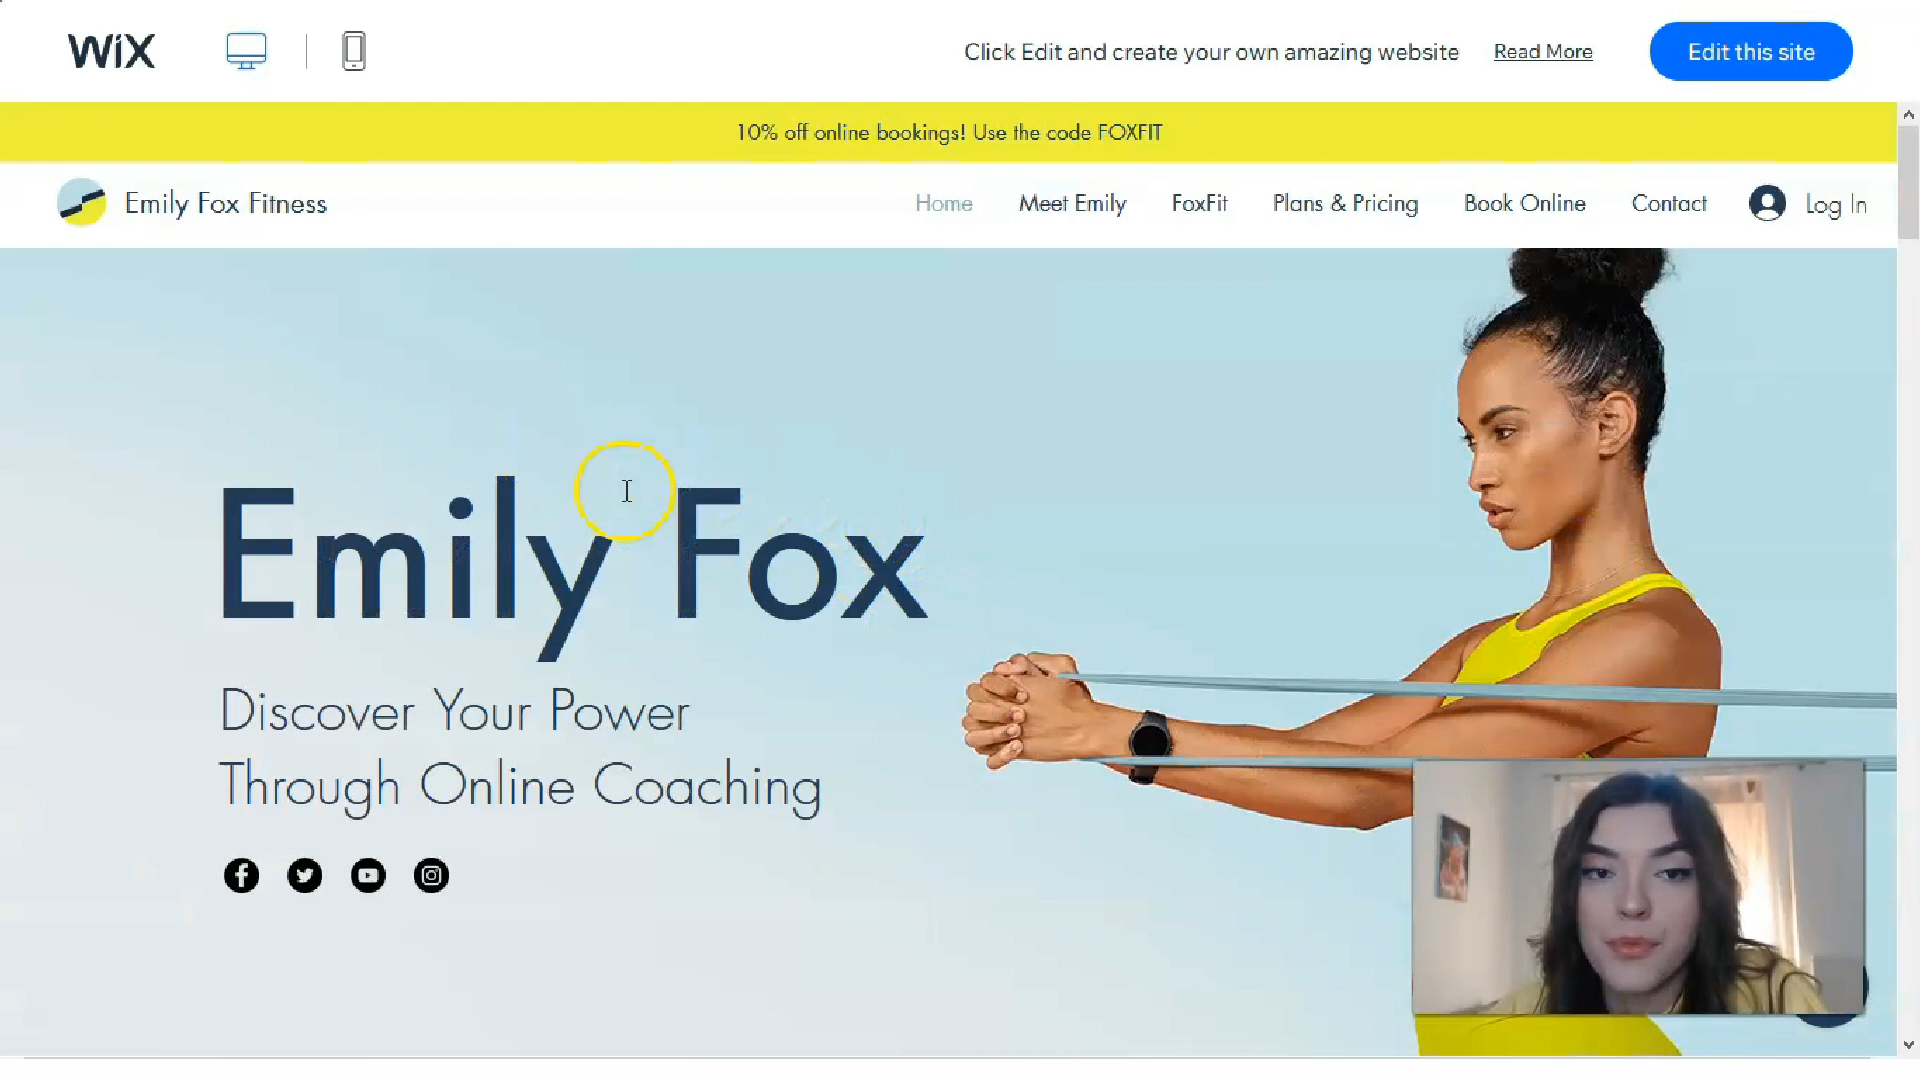 WiX
Click Edit and create your own amazing website Read More Edit this site
10% off online bookings! Use the code FOXFIT
Emily Fox Fitness Home Meet Emily FoxFit Plans & Pricing Book Online Contact Log In
Emily Fox
Discover Your Power
Through Online Coaching